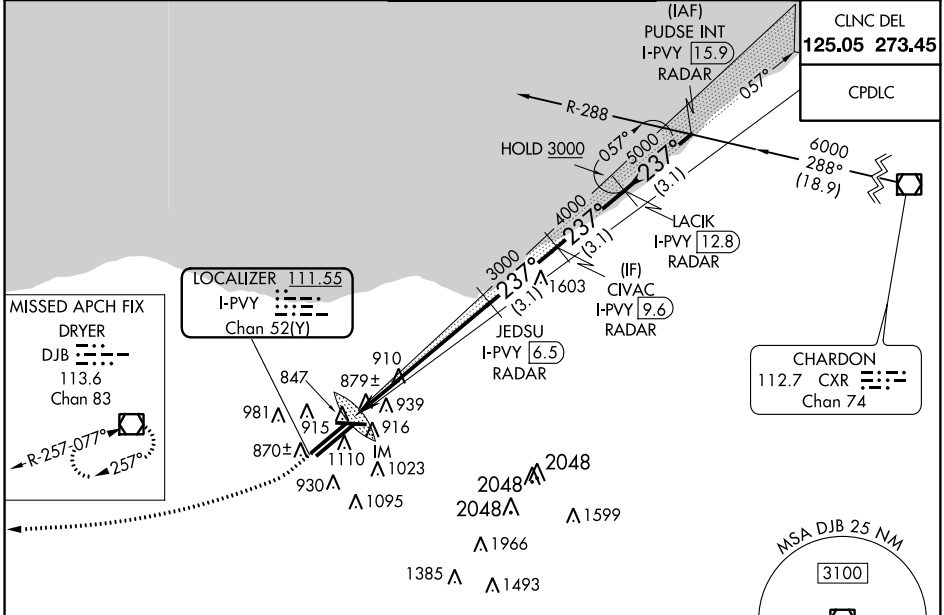 CLNC DEL
125.05 273.45
CPDLC
(IAF)
PUDSE INT
I-PVY 15.9
RADAR
057°
R-288
HOLD 3000
057°
5000
237°
(3.1)
6000
288°
(18.9)
4000
237°
(3.1)
LACIK
I-PVY 12.8
RADAR
3000
237°
(3.1)
1603
(IF)
CIVAC
I-PVY 9.6
RADAR
JEDSU
I-PVY 6.5
RADAR
LOCALIZER 111.55
I-PVY
Chan 52(Y)
MISSED APCH FIX
DRYER
DJB
113.6
Chan 83
R-257-077°
257°
CHARDON
112.7 CXR
Chan 74
910
847
879±
939
981
915
916
870±
1110
IM
1023
930
1095
2048
2048
2048
1599
1966
1385
1493
MSA DJB 25 NM
3100